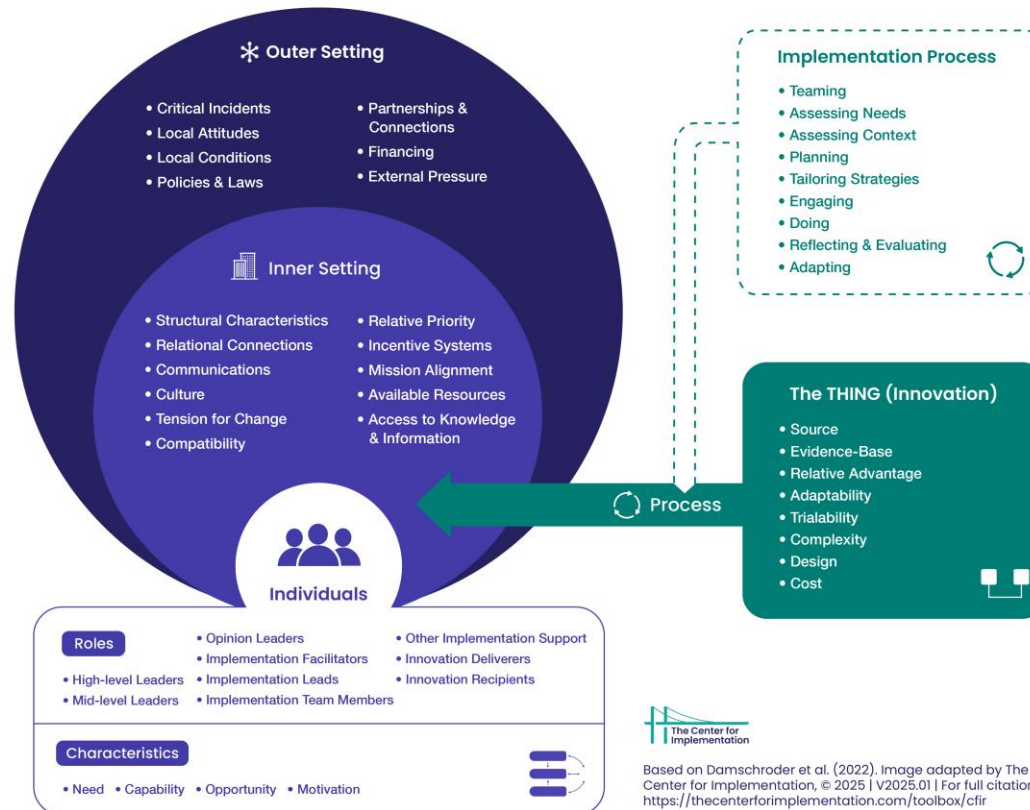 Outer Setting
• Critical Incidents
• Local Attitudes
• Local Conditions
• Policies & Laws
• Partnerships &
Connections
• Financing
• External Pressure
Inner Setting
• Structural Characteristics
• Relational Connections
• Communications
• Culture
• Tension for Change
• Compatibility
• Relative Priority
• Incentive Systems
• Mission Alignment
• Available Resources
• Access to Knowledge
& Information
Individuals
Roles
• High-level Leaders
• Mid-level Leaders
• Opinion Leaders
• Implementation Facilitators
• Implementation Leads
• Implementation Team Members
• Other Implementation Support
• Innovation Deliverers
• Innovation Recipients
Characteristics
• Need • Capability • Opportunity • Motivation
Implementation Process
• Teaming
• Assessing Needs
• Assessing Context
• Planning
• Tailoring Strategies
• Engaging
• Doing
• Reflecting & Evaluating
• Adapting
Process
The THING (Innovation)
• Source
• Evidence-Base
• Relative Advantage
• Adaptability
• Trialability
• Complexity
• Design
• Cost
The Center for
Implementation
Based on Damschroder et al. (2022). Image adapted by The
Center for Implementation, © 2025 | V2025.01 | For full citation
https://thecenterforimplementation.com/toolbox/cfir